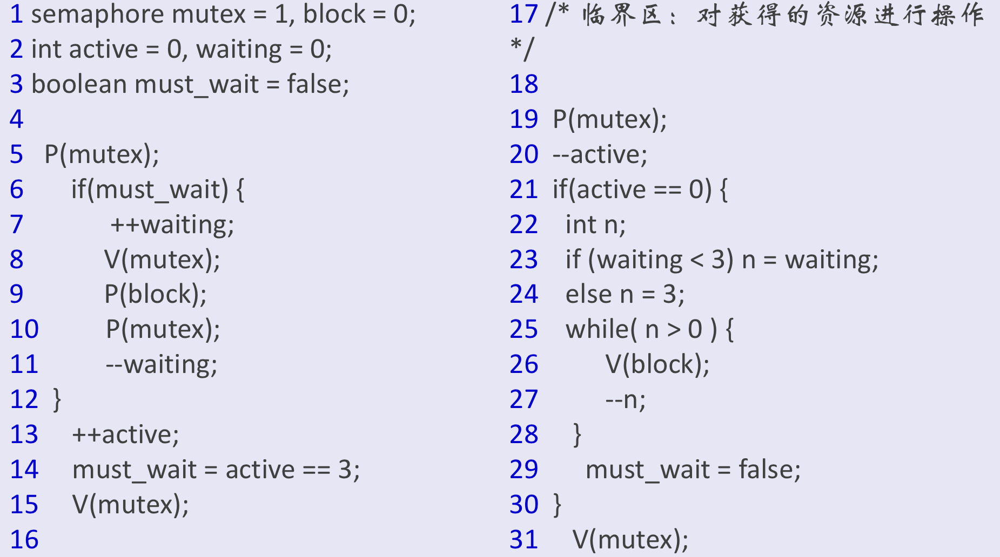 1 semaphore mutex = 1, block = 0;
2 int active = 0, waiting = 0;
3 boolean must_wait = false;
4
5 P(mutex);
6 if(must_wait) {
7 ++waiting;
8 V(mutex);
9 P(block);
10 P(mutex);
11 --waiting;
12 }
13 ++active;
14 must_wait = active == 3;
15 V(mutex);
16
17 /* 临界区：对获得的资源进行操作
*/
18
19 P(mutex);
20 --active;
21 if(active == 0) {
22 int n;
23 if (waiting < 3) n = waiting;
24 else n = 3;
25 while( n > 0 ) {
26 V(block);
27 --n;
28 }
29 must_wait = false;
30 }
31 V(mutex);